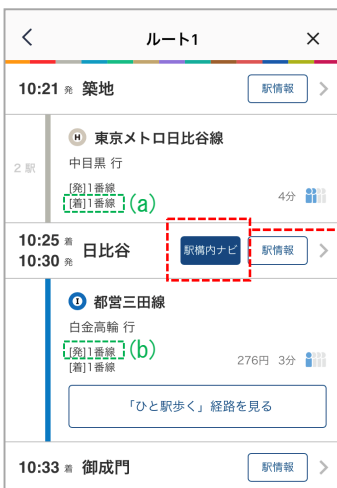 ルート1
10:21 発 築地 駅情報
H 東京メトロ日比谷線
2 駅
中目黒 行
[発]1番線
[着]1番線 (a)
4分
10:25 着
10:30 発
日比谷 駅構内ナビ 駅情報
I 都営三田線
白金高輪 行
[発]1番線 (b)
[着]1番線
276円 3分
「ひと駅歩く」経路を見る
10:33 着 御成門 駅情報